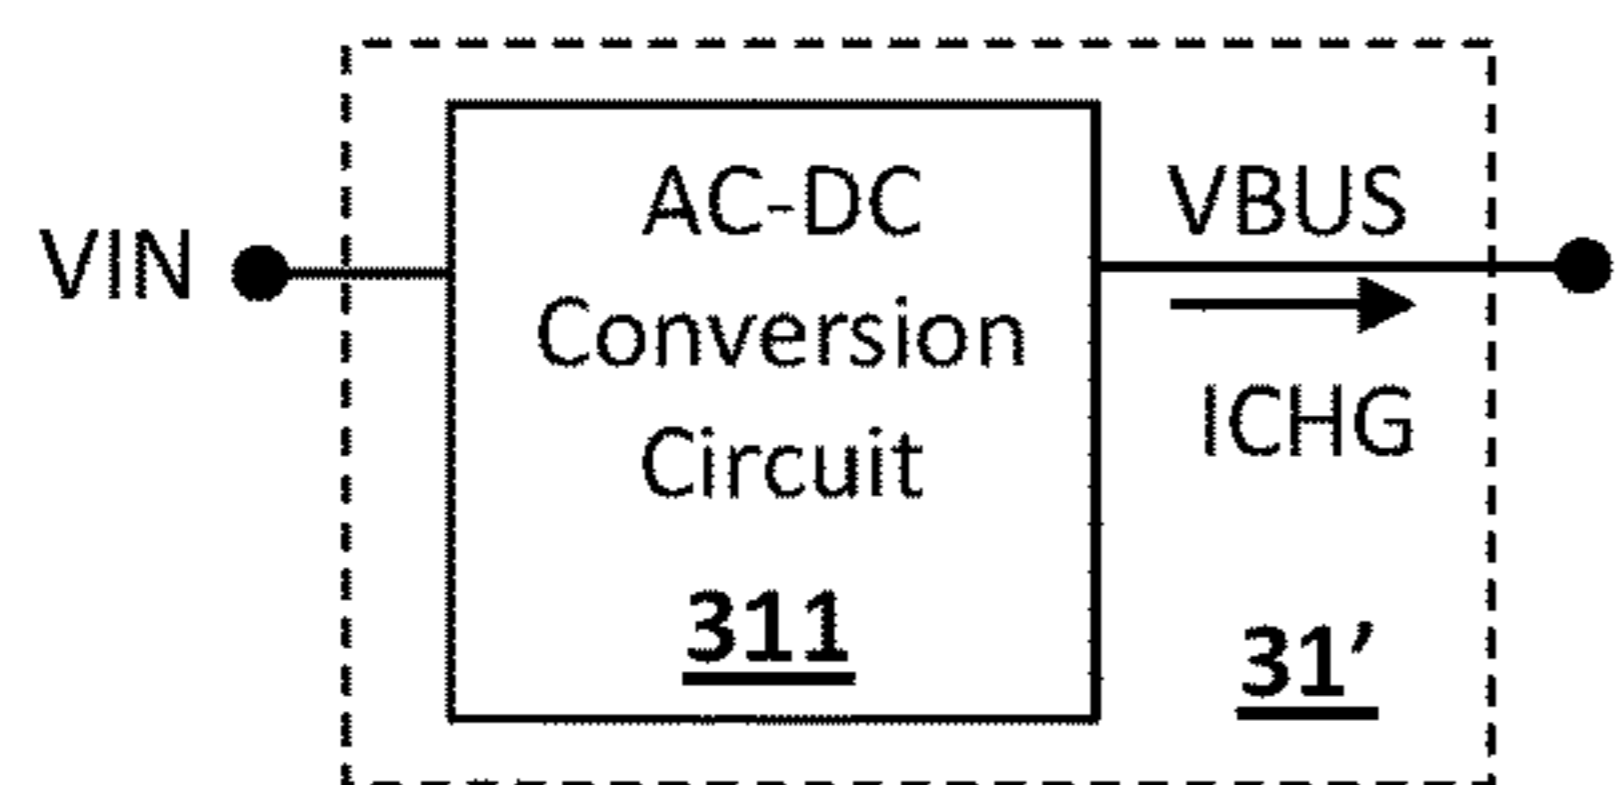 VIN
AC-DC
Conversion
Circuit
311
VBUS
ICHG
31’